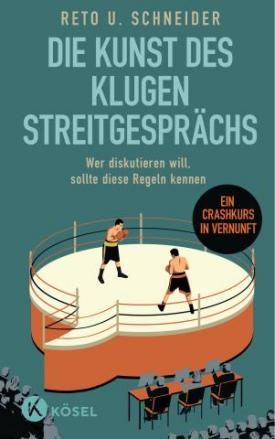 RETO U. SCHNEIDER
DIE KUNST DES
KLUGEN
STREITGESPRÄCHS
Wer diskutieren will,
sollte diese Regeln kennen
EIN
CRASHKURS
IN VERNUNFT
KÖSEL